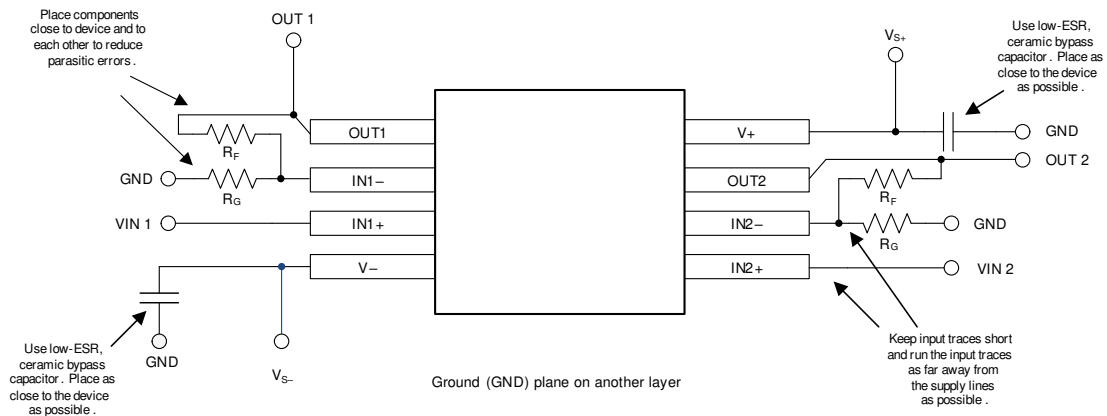 Place components
close to device and to
each other to reduce
parasitic errors .
OUT 1
VS+
Use low-ESR,
ceramic bypass
capacitor . Place as
close to the device
as possible .
OUT1
V+
GND
RF
OUT2
OUT 2
GND
RG
IN1−
RF
VIN 1
IN1+
IN2−
RG
GND
V−
IN2+
VIN 2
GND
VS−
Use low-ESR,
ceramic bypass
capacitor . Place as
close to the device
as possible .
Ground (GND) plane on another layer
Keep input traces short
and run the input traces
as far away from
the supply lines
as possible .